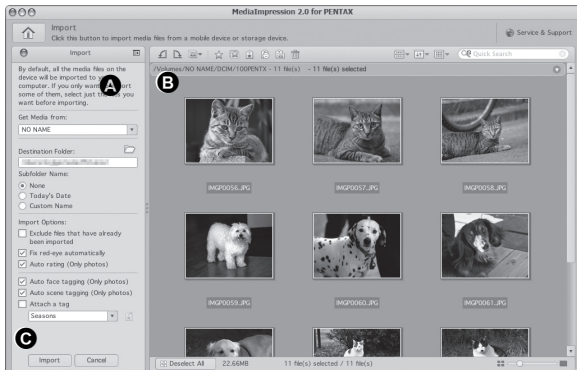 MediaImpression 2.0 for PENTAX
Import
Click this button to import media files from a mobile device or storage device.
Service & Support
Import
By default, all the media files on the
device will be imported to
computer. If you only want
some of them, select just the
want before importing.
A
Get Media from:
NO NAME
Destination Folder:
Subfolder Name:
None
Today's Date
Custom Name
Import Options:
Exclude files that have already
been imported
Fix red-eye automatically
Auto rating (Only photos)
Auto face tagging (Only photos)
Auto scene tagging (Only photos)
Attach a tag
Seasons
C
Import
Cancel
Quick Search
/Volumes/NO NAME/DCIM/100PENTX - 11 file(s) - 11 file(s) selected
B
IMGP0056.JPG
IMGP0057.JPG
IMGP0058.JPG
IMGP0059.JPG
IMGP0060.JPG
IMGP0061.JPG
Deselect All
22.66MB
11 file(s) selected / 11 file(s)